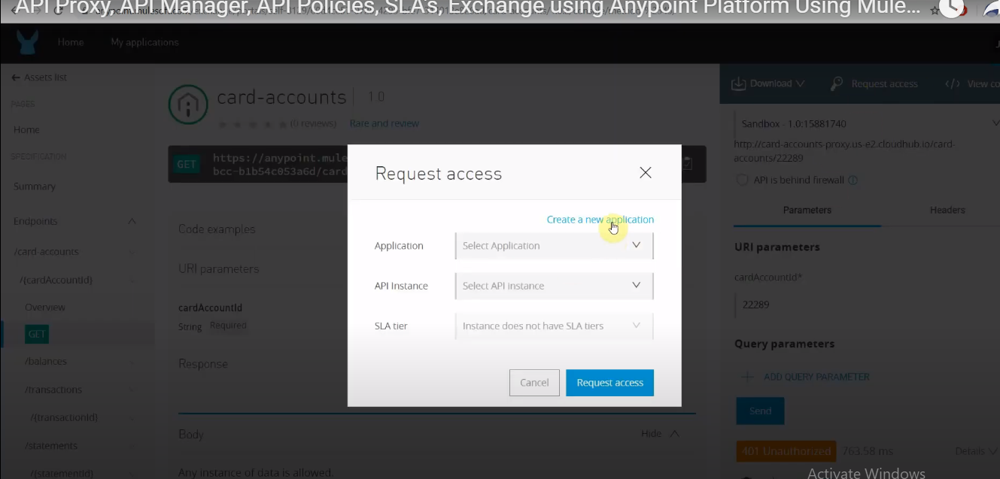 API Proxy, API Manager, API Policies, SLA's Exchange using Anypoint Platform Using Mule...
Home
My applications
Assets list
PAGES
Home
SPECIFICATION
Summary
Endpoints
/card-accounts
/{cardAccountId}
Overview
GET
/balances
/transactions
/{transactionId}
/statements
/{statementId}
card-accounts
1.0
(0 reviews)
Rate and review
GET
https://anypoint.mule
bcc-b1b54c053a6d/card
Code examples
URI parameters
cardAccountId
String Required
Response
Body
Hide
Any instance of data is allowed.
Request access
Create a new application
Application
Select Application
API Instance
Select API instance
SLA tier
Instance does not have SLA tiers
Cancel
Request access
Download
Request access
</> View co
Sandbox - 1.0:15881740
http://card-accounts-proxy.us-e2.cloudhub.io/card-
accounts/22289
API is behind firewall
Parameters
Headers
URI parameters
cardAccountId*
22289
Query parameters
ADD QUERY PARAMETER
Send
401 Unauthorized
763.58 ms
Details
Activate Windows